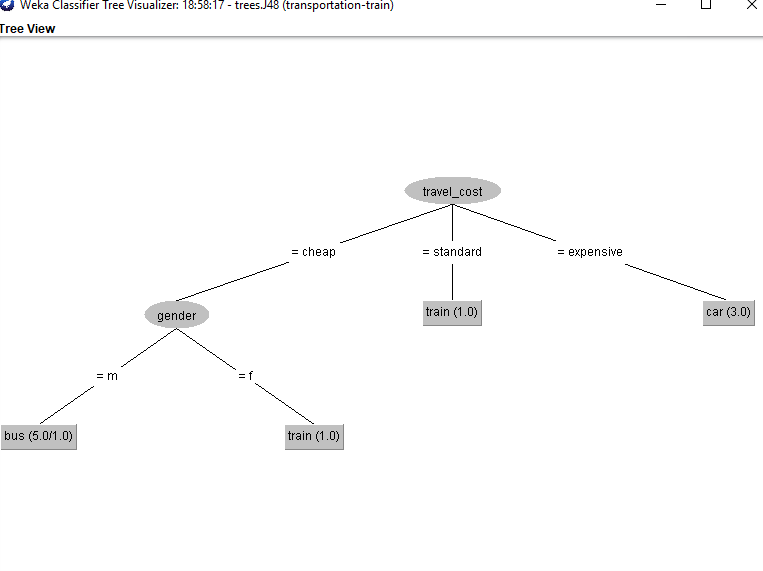 Weka Classifier Tree Visualizer: 18:58:17 - trees.J48 (transportation-train)
Tree View
travel_cost
= cheap
= standard
= expensive
gender
train (1.0)
car (3.0)
= m
= f
bus (5.0/1.0)
train (1.0)